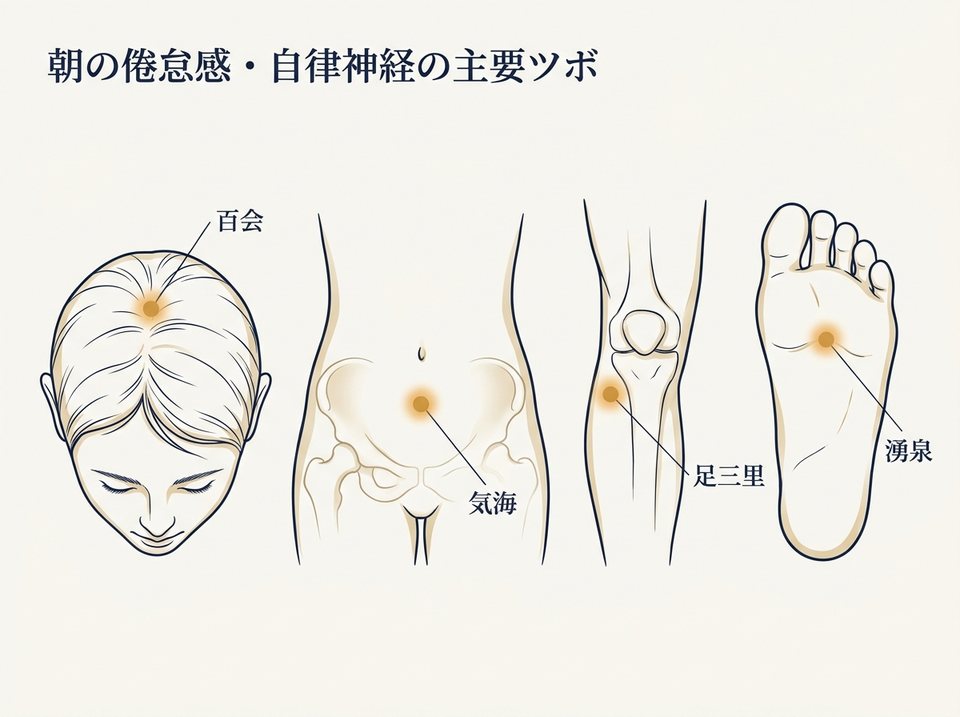 朝の倦怠感・自律神経の主要ツボ
百会
気海
足三里
湧泉